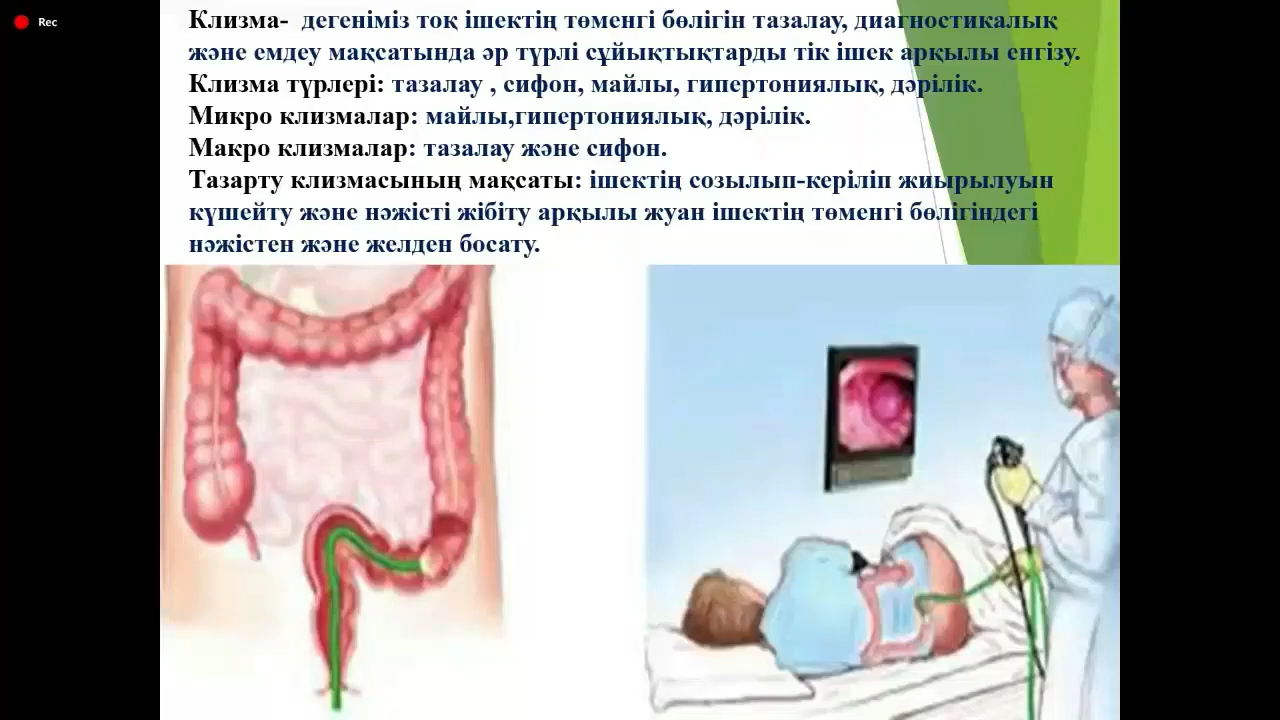 Rec
Клизма- дегеніміз тоқ ішектің төменгі бөлігін тазалау, диагностикалық
және емдеу мақсатында әр түрлі сұйықтықтарды тік ішек арқылы енгізу.
Клизма түрлері: тазалау , сифон, майлы, гипертониялық, дәрілік.
Микро клизмалар: майлы,гипертониялық, дәрілік.
Макро клизмалар: тазалау және сифон.
Тазарту клизмасының мақсаты: ішектің созылып-керіліп жиырылуын
күшейту және нәжісті жібіту арқылы жуан ішектің төменгі бөлігіндегі
нәжістен және желден босату.